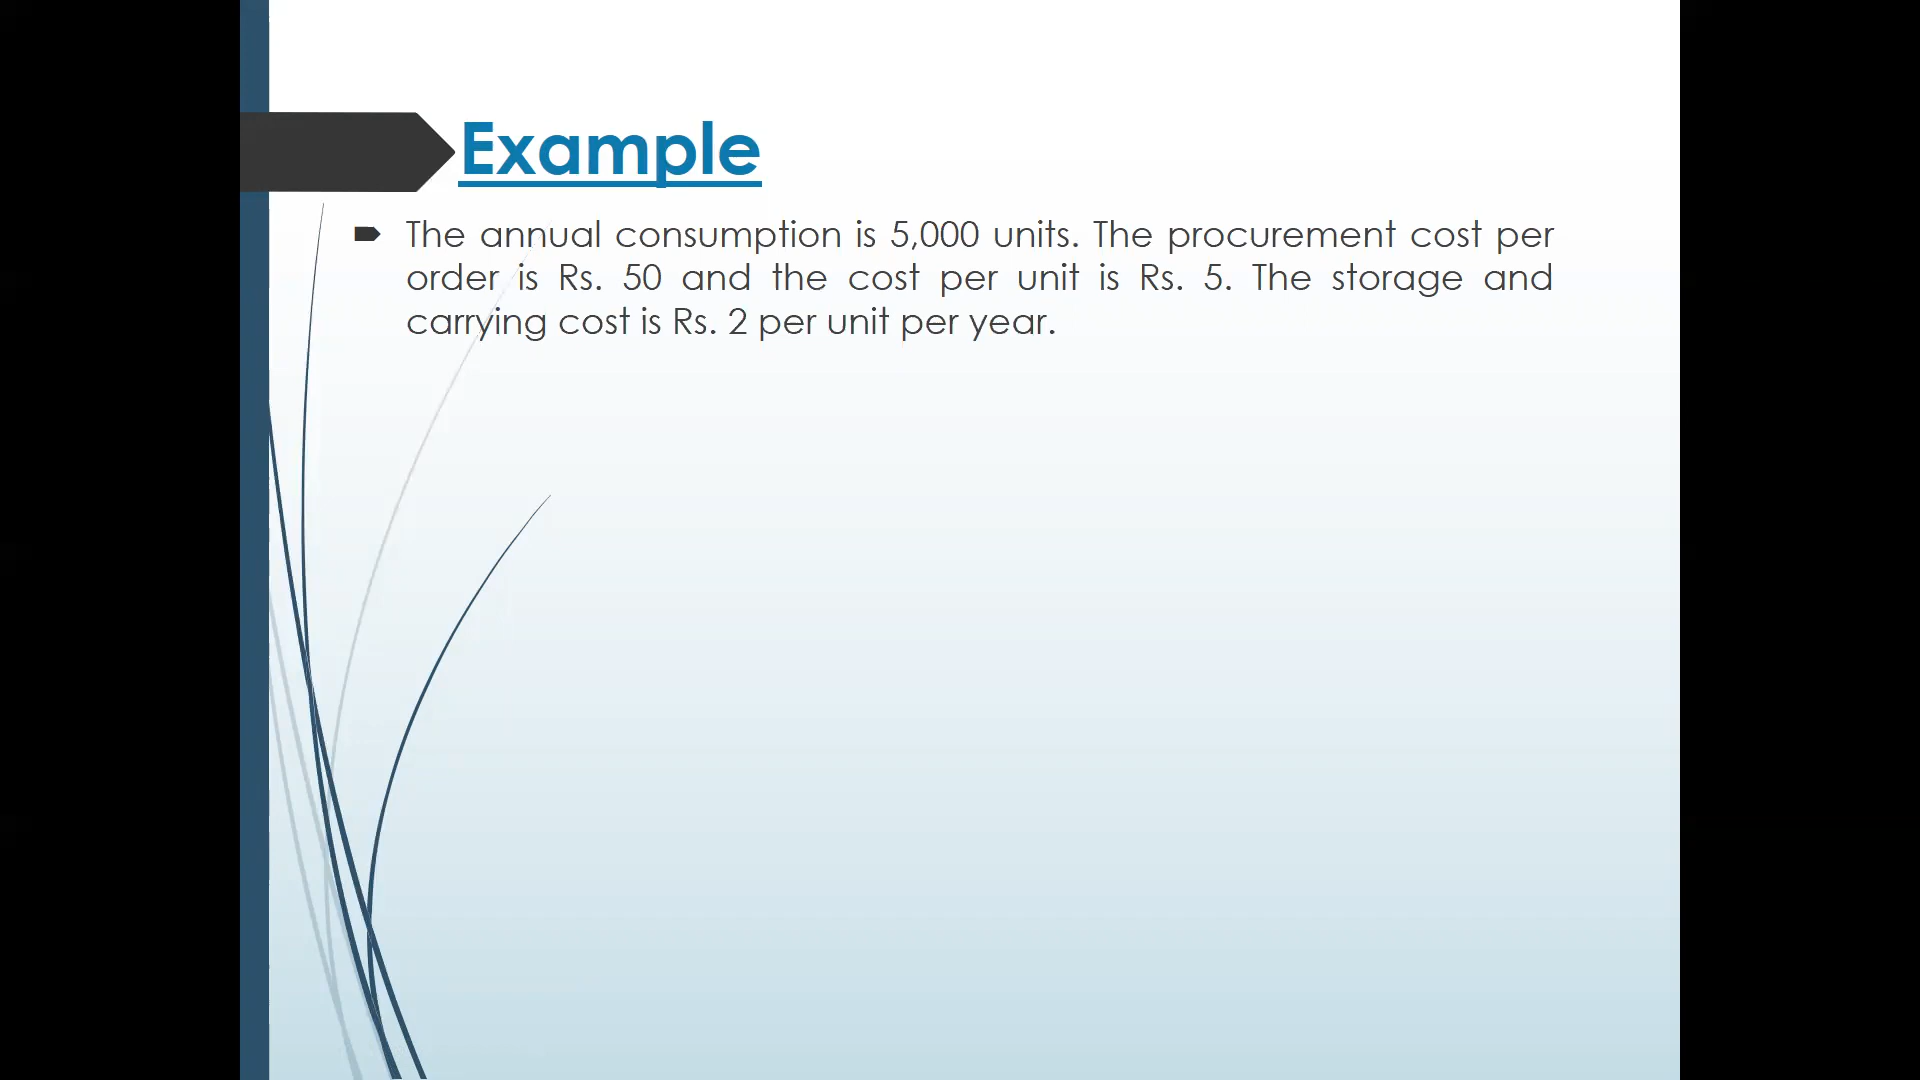 Example
The annual consumption is 5,000 units. The procurement cost per
order is Rs. 50 and the cost per unit is Rs. 5. The storage and
carrying cost is Rs. 2 per unit per year.